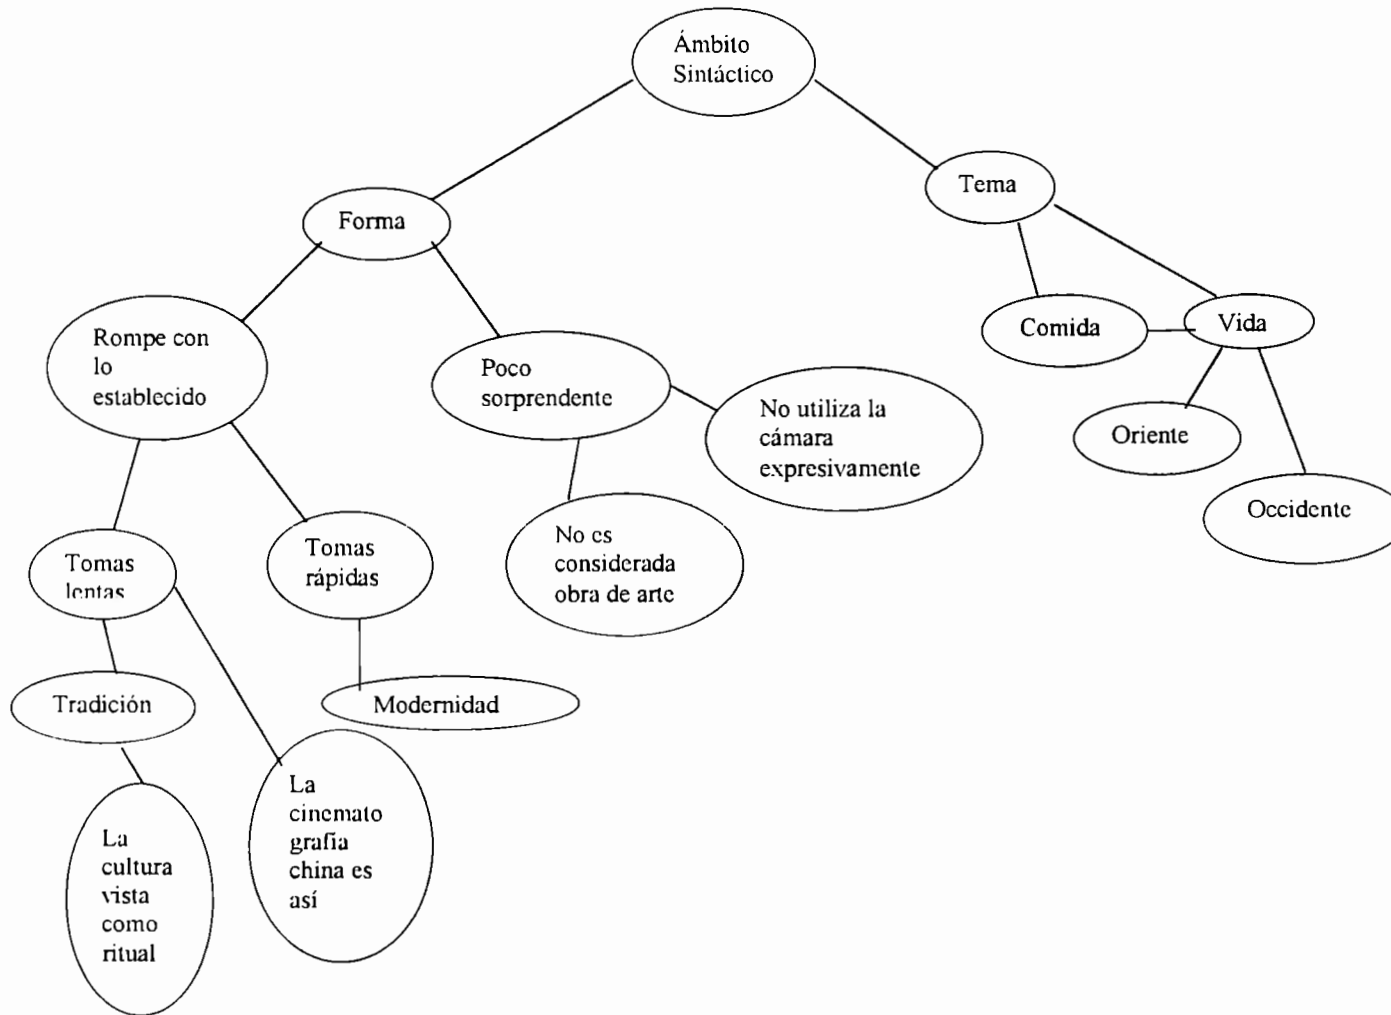 Ámbito
Sintáctico
Tema
Forma
Comida
Vida
Rompe con
lo
establecido
Poco
sorprendente
No utiliza la
cámara
expresivamente
Oriente
Occidente
Tomas
lentas
Tomas
rápidas
No es
considerada
obra de arte
Tradición
Modernidad
La
cinemato
grafía
china es
así
La
cultura
vista
como
ritual